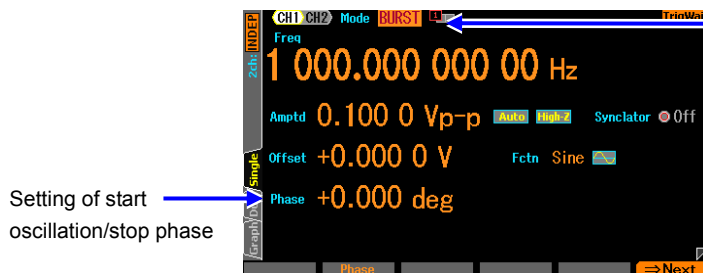 CH1 CH2 Mode BURST TrigWai
2ch: INDEP
Freq
1 000.000 000 00 Hz
Amptd 0.100 0 Vp-p Auto High-Z Synclator Off
Offset +0.000 0 V Fctn Sine
Single
Phase +0.000 deg
Graph
Setting of start
oscillation/stop phase
Phase ⇒Next